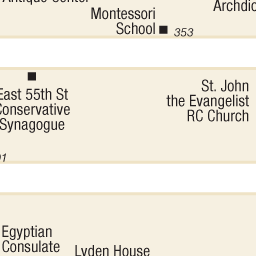 Antique Center
Montessori
School
353
East 55th St
Conservative
Synagogue
St. John
the Evangelist
RC Church
Egyptian
Consulate
Lyden House